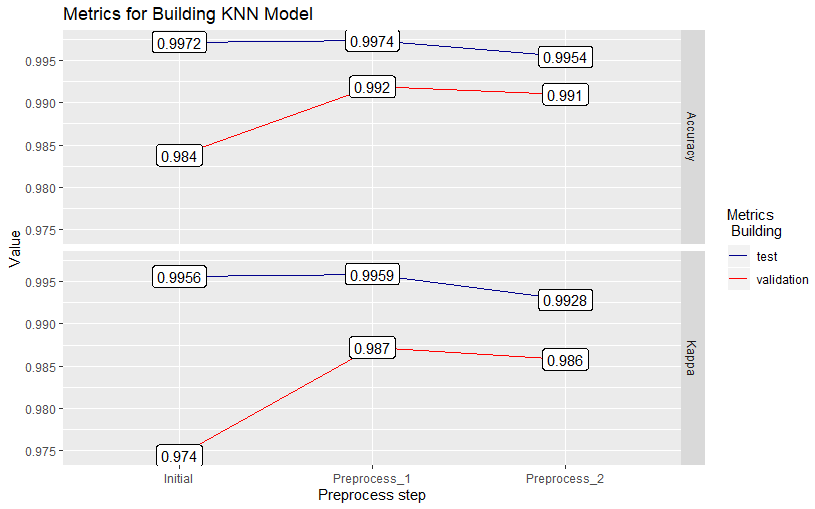 Metrics for Building KNN Model
Value
0.995
0.990
0.985
0.980
0.975
0.9972
0.9974
0.9954
0.984
0.992
0.991
Accuracy
0.995
0.990
0.985
0.980
0.975
0.9956
0.9959
0.9928
0.974
0.987
0.986
Kappa
Initial
Preprocess_1
Preprocess_2
Preprocess step
Metrics
Building
test
validation